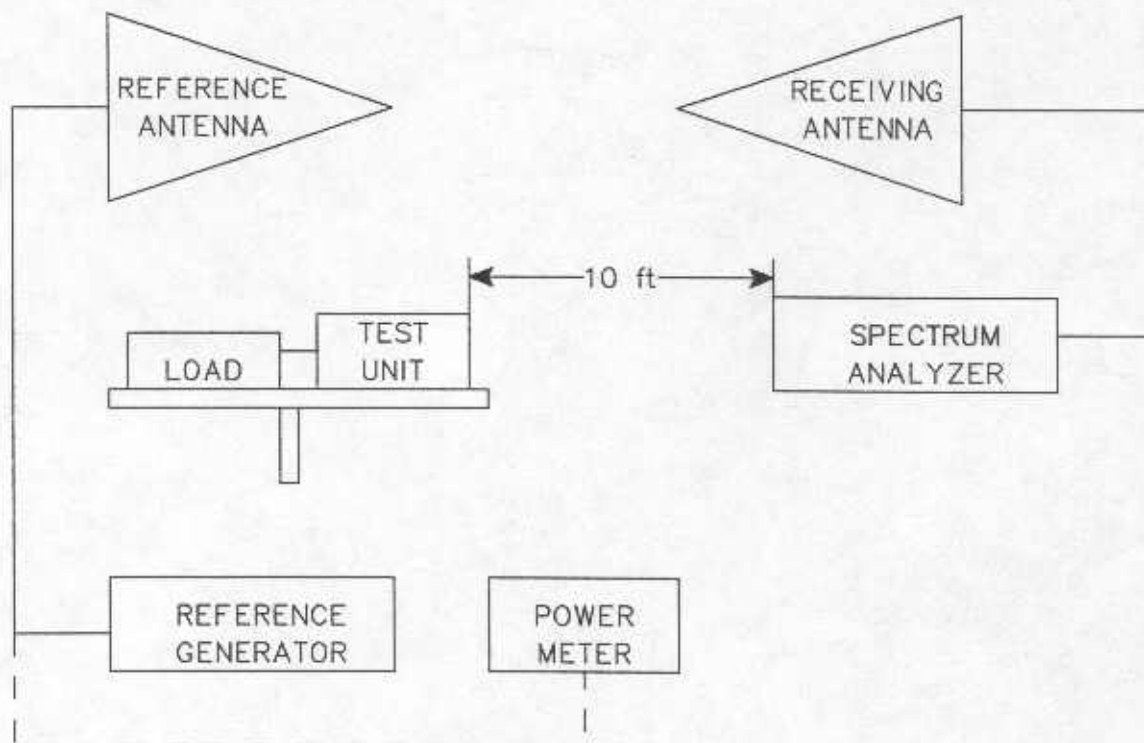 REFERENCE
ANTENNA
RECEIVING
ANTENNA
10 ft
LOAD
TEST
UNIT
SPECTRUM
ANALYZER
REFERENCE
GENERATOR
POWER
METER